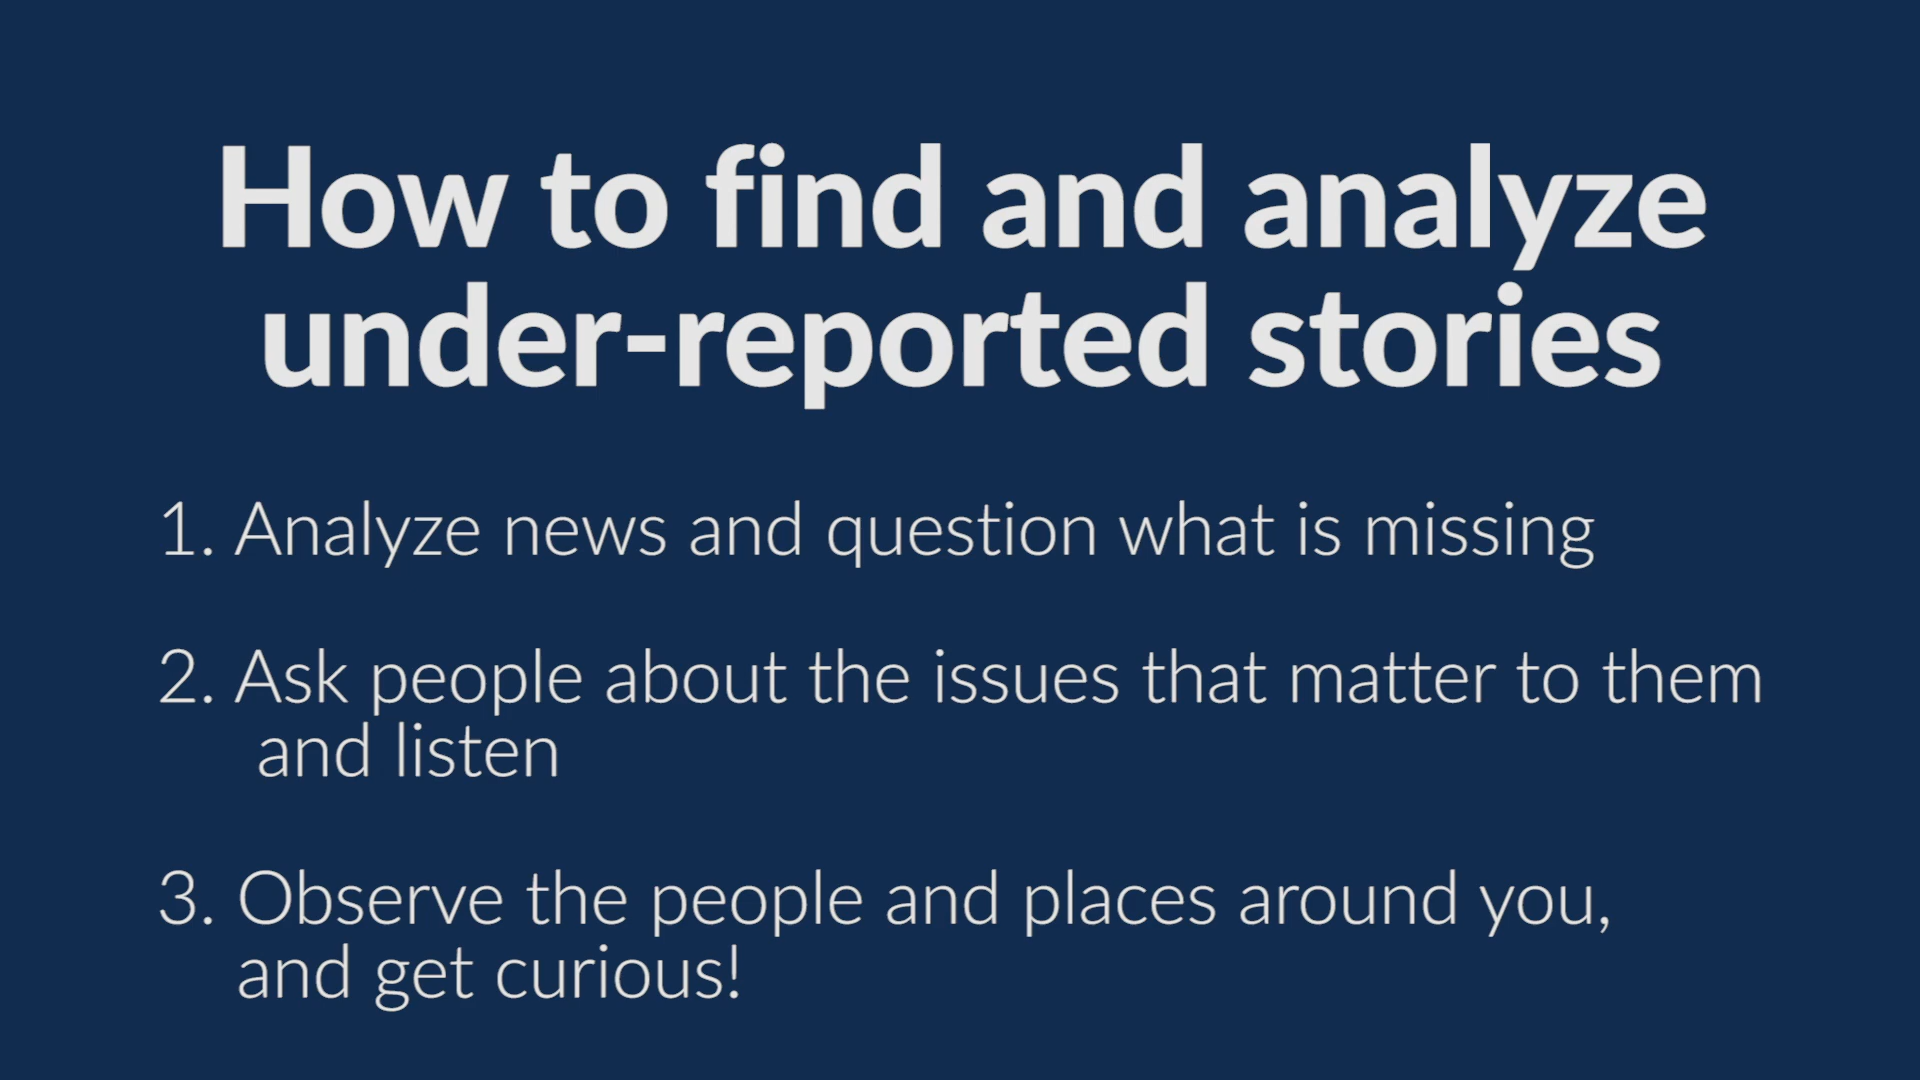 How to find and analyze
under-reported stories
1. Analyze news and question what is missing
2. Ask people about the issues that matter to them
and listen
3. Observe the people and places around you,
and get curious!